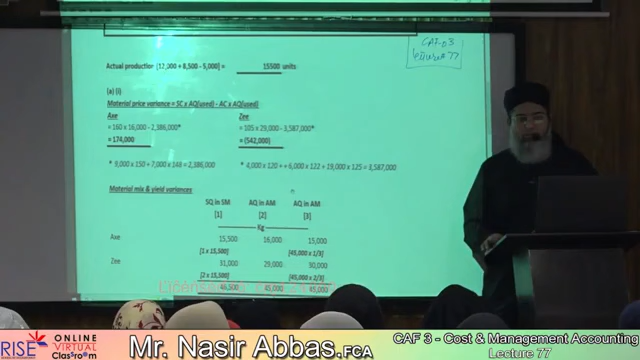 CAF-03
Lecture 77
Actual production [12,000 + 8,500 - 5,000] = 15500 units
(a) (i)
Material price variance = SC x AQ(used) - AC x AQ(used)
Axe Zee
= 160 x 16,000 - 2,386,000* = 105 x 29,000 - 3,587,000*
= 174,000 = (542,000)
* 9,000 x 150 + 7,000 x 148 = 2,386,000 * 4,000 x 120 + + 6,000 x 122 + 19,000 x 125 = 3,587,000
Material mix & yield variances
SQ in SM AQ in AM AQ in AM
[1] [2] [3]
Kg
Axe 15,500 16,000 15,000
[1 x 15,500] [45,000 x 1/3]
Zee 31,000 29,000 30,000
[2 x 15,500] [45,000 x 2/3]
46,500 45,000 45,000
RISE ONLINE VIRTUAL Classroom
Mr. Nasir Abbas.FCA
CAF 3 - Cost & Management Accounting
Lecture 77